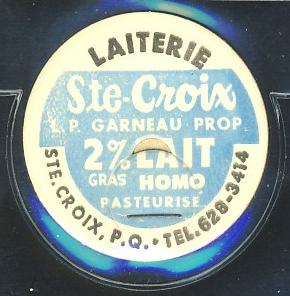 LAITERIE
Ste-Croix
L.P. GARNEAU PROP
2% LAIT
GRAS HOMO
PASTEURISÉ
STE. CROIX, P.Q. • TEL. 628-3414